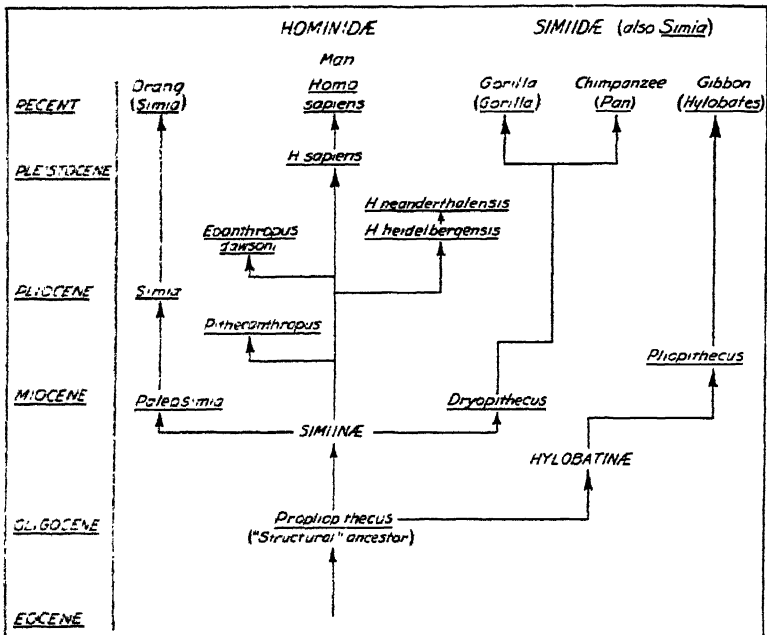 HOMINIDÆ SIMIIDÆ (also Simia)
Man
Orang Homo Gorilla Chimpanzee Gibbon
RECENT (Simia) sapiens (Gorilla) (Pan) (Hylobates)
PLEISTOCENE H sapiens
H neanderthalensis
Eoanthropus H heidelbergensis
dawsoni
PLIOCENE Simia
Pithecanthropus
Pliopithecus
MIOCENE Paleosimia Dryopithecus
SIMIINÆ
HYLOBATINÆ
OLIGOCENE Propliopithecus
("Structural" ancestor)
EOCENE